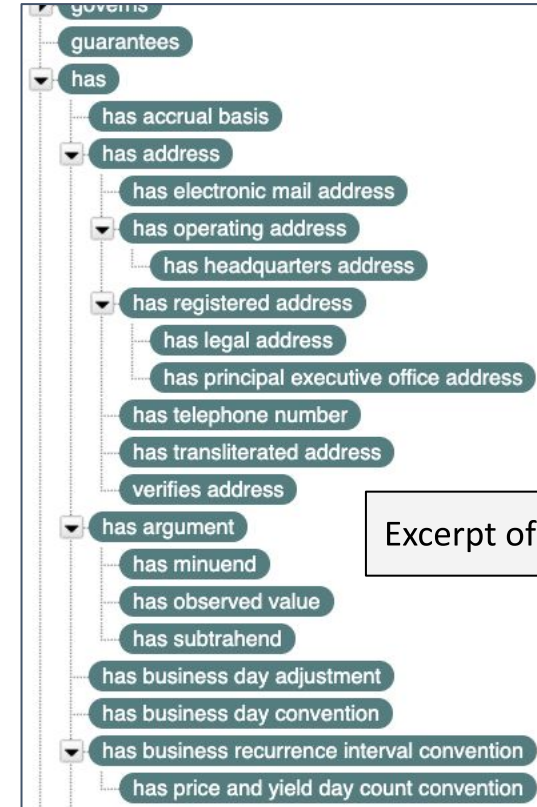 governs
guarantees
has
has accrual basis
has address
has electronic mail address
has operating address
has headquarters address
has registered address
has legal address
has principal executive office address
has telephone number
has transliterated address
verifies address
has argument
Excerpt of
has minuend
has observed value
has subtrahend
has business day adjustment
has business day convention
has business recurrence interval convention
has price and yield day count convention